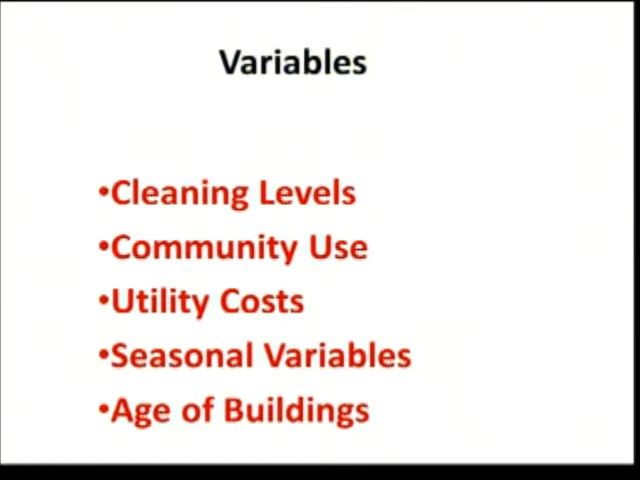 Variables
•Cleaning Levels
•Community Use
•Utility Costs
•Seasonal Variables
•Age of Buildings